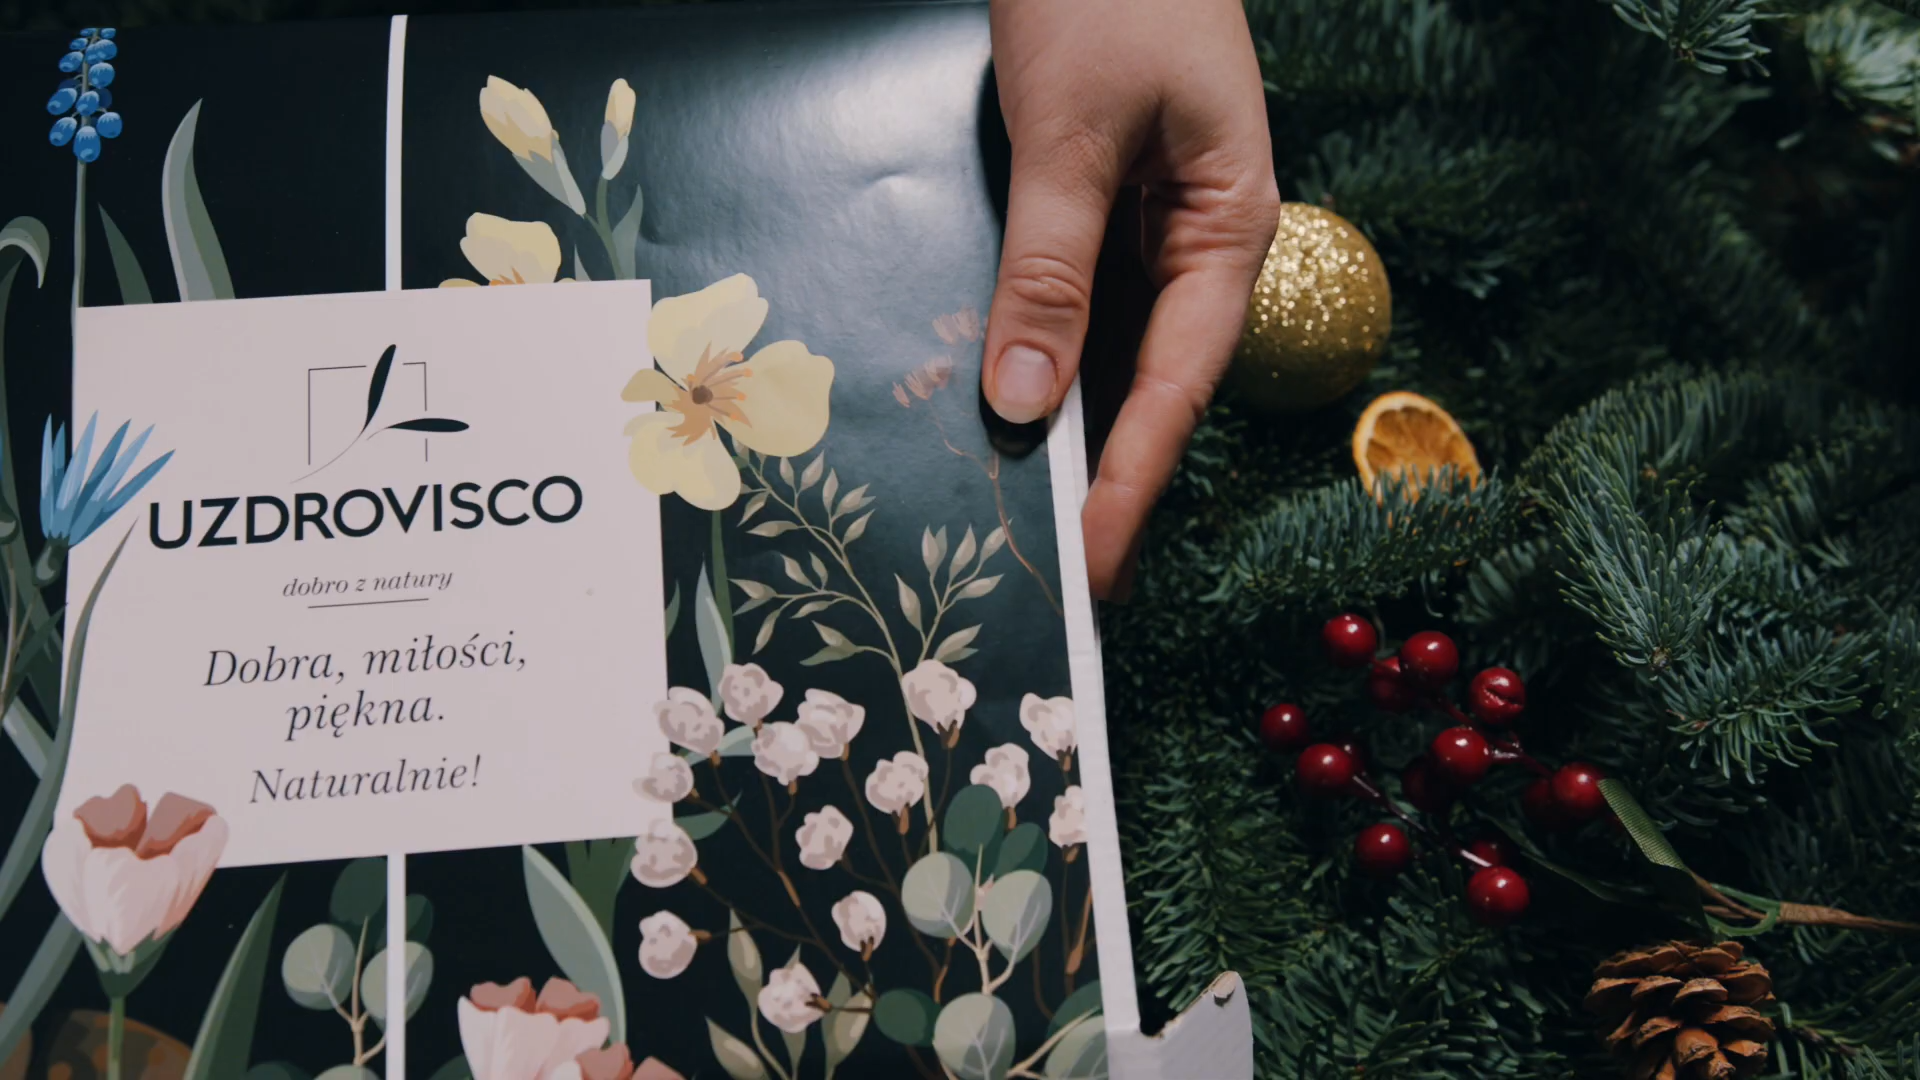 UZDROVISCO
dobro z natury
Dobra, miłości,
piękna.
Naturalnie!